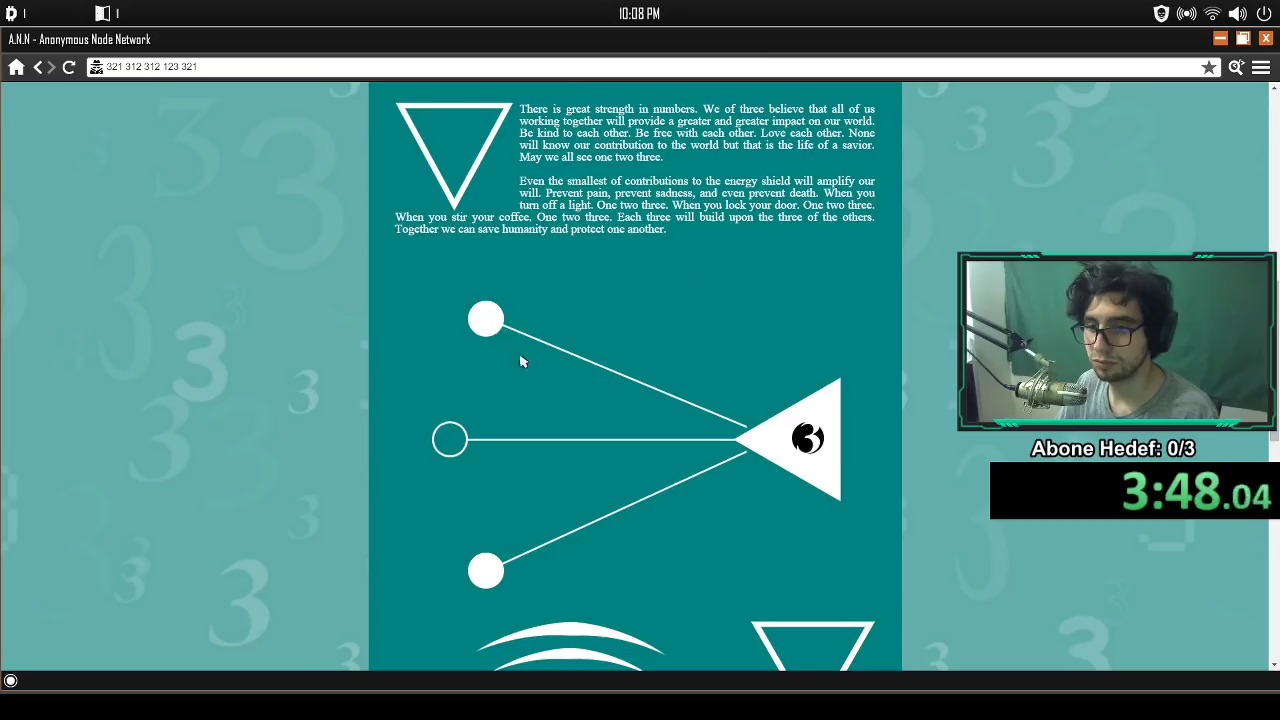 1
1
10:08 PM
A.N.N - Anonymous Node Network
321 312 312 123 321
There is great strength in numbers. We of three believe that all of us
working together will provide a greater and greater impact on our world.
Be kind to each other. Be free with each other. Love each other. None
will know our contribution to the world but that is the life of a savior.
May we all see one two three.
Even the smallest of contributions to the energy shield will amplify our
will. Prevent pain, prevent sadness, and even prevent death. When you
turn off a light. One two three. When you lock your door. One two three.
When you stir your coffee. One two three. Each three will build upon the three of the others.
Together we can save humanity and protect one another.
3
Abone Hedef: 0/3
3:48.04